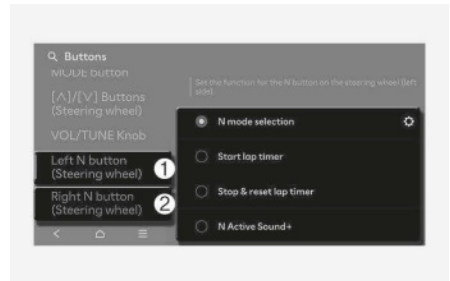 Buttons
MODE button
[∧]/[∨] Buttons
(Steering wheel)
VOL/TUNE Knob
Left N button
(Steering wheel)
1
Right N button
(Steering wheel)
2
Set the function for the N button on the steering wheel (left
side).
N mode selection
Start lap timer
Stop & reset lap timer
N Active Sound+